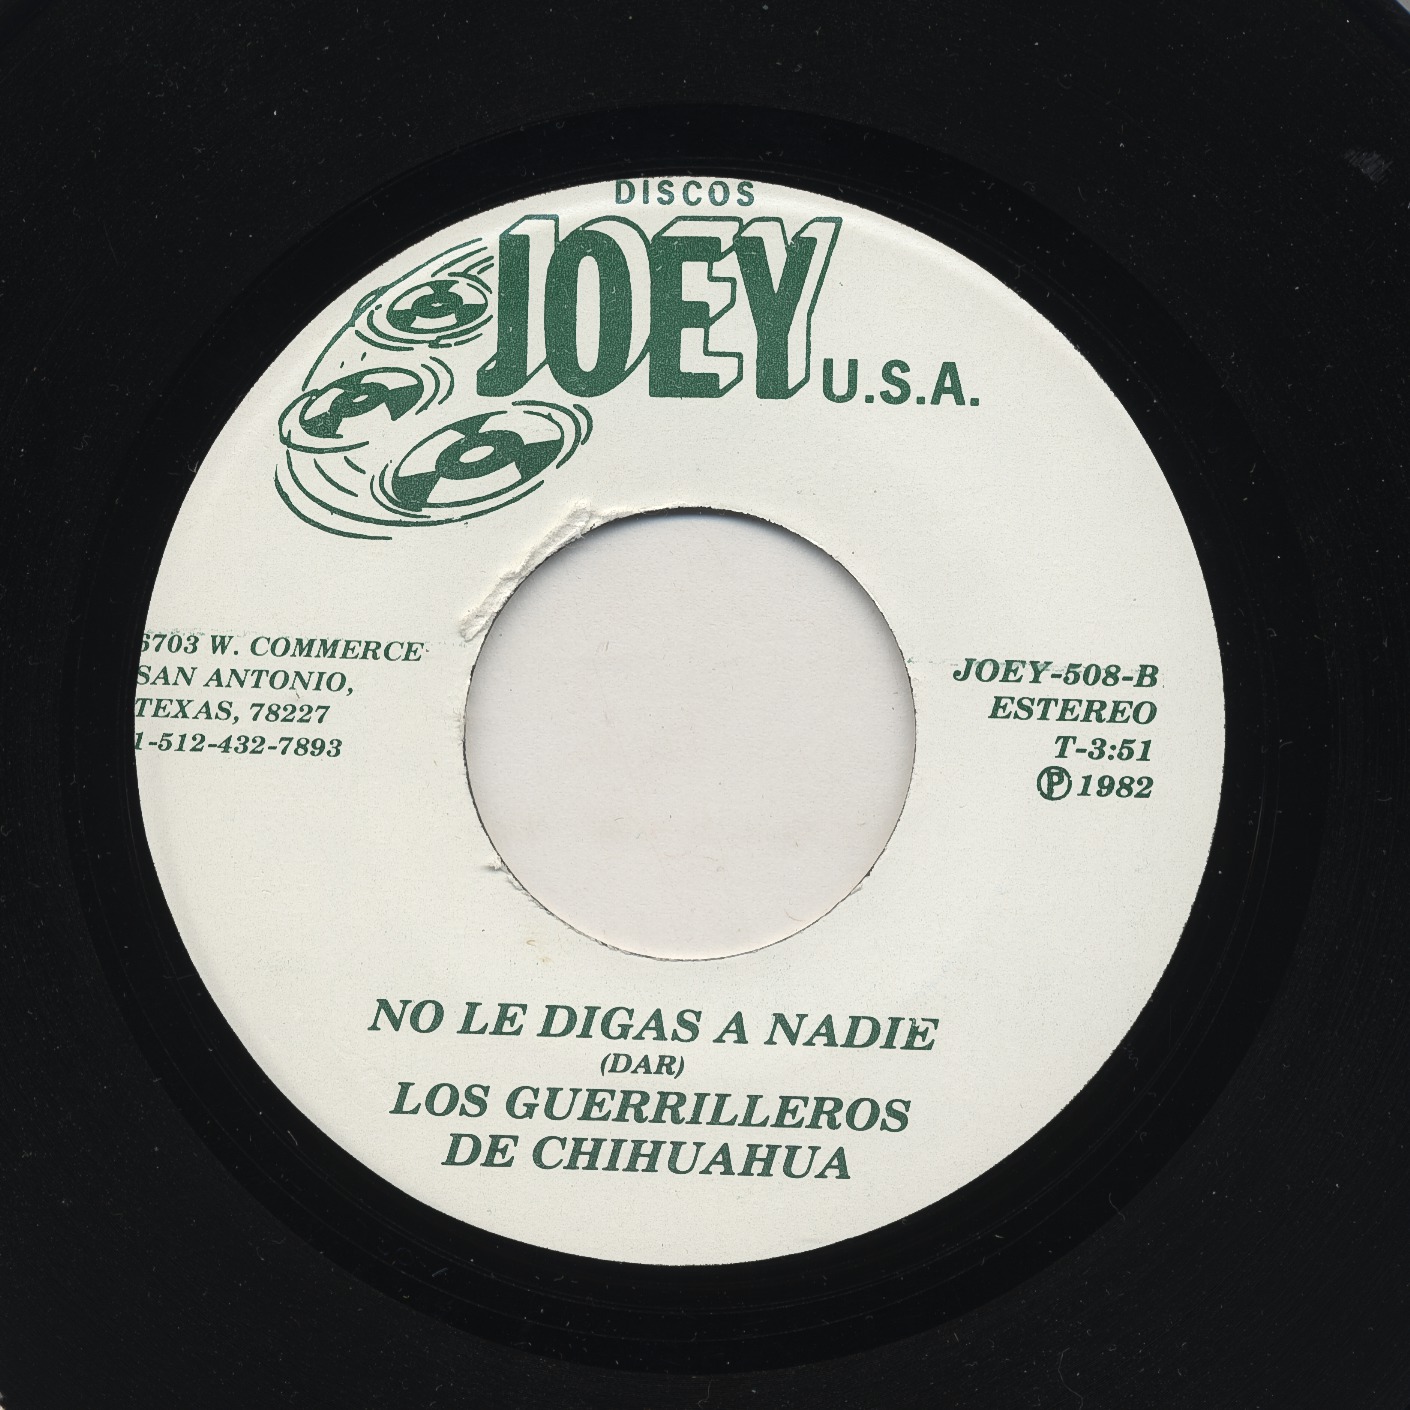 DISCOS
JOEY U.S.A.
6703 W. COMMERCE
SAN ANTONIO,
TEXAS, 78227
1-512-432-7893
JOEY-508-B
ESTEREO
T-3:51
Ⓟ 1982
NO LE DIGAS A NADIE
(DAR)
LOS GUERRILLEROS
DE CHIHUAHUA